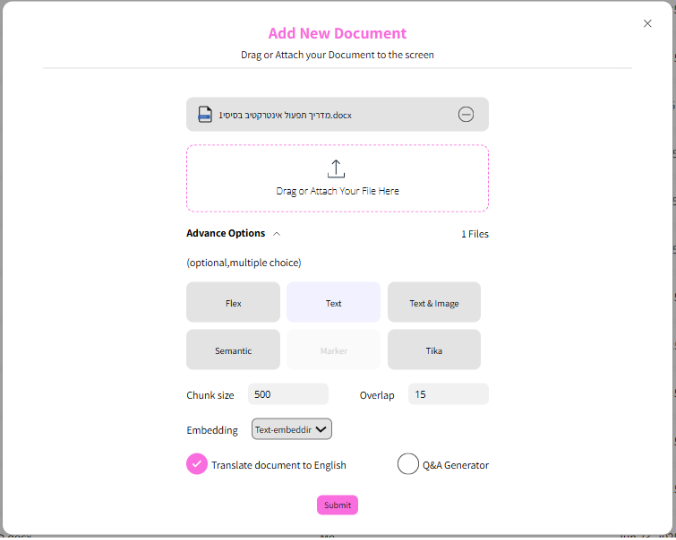 Add New Document
Drag or Attach your Document to the screen
מדריך תפעול אינטרקטיב בסיסי1.docx
Drag or Attach Your File Here
Advance Options
1 Files
(optional,multiple choice)
Flex
Text
Text & Image
Semantic
Marker
Tika
Chunk size
500
Overlap
15
Embedding
Text-embeddir
Translate document to English
Q&A Generator
Submit